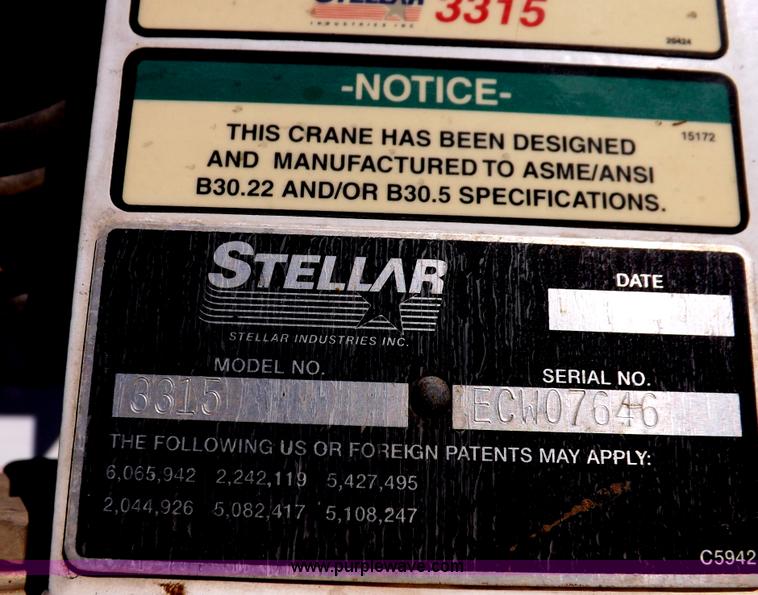 STELLAR 3315
INDUSTRIES INC
20424
-NOTICE-
15172
THIS CRANE HAS BEEN DESIGNED
AND MANUFACTURED TO ASME/ANSI
B30.22 AND/OR B30.5 SPECIFICATIONS.
STELLAR
STELLAR INDUSTRIES INC.
DATE
MODEL NO.
3315
SERIAL NO.
ECW07646
THE FOLLOWING US OR FOREIGN PATENTS MAY APPLY:
6,065,942 2,242,119 5,427,495
2,044,926 5,082,417 5,108,247
C5942
www.purplewave.com